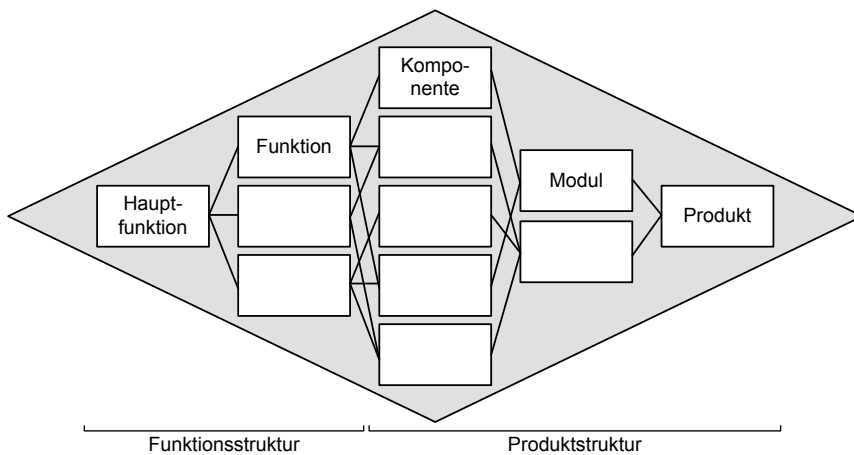 Kompo-
nente
Funktion
Modul
Haupt-
funktion
Produkt
Funktionsstruktur
Produktstruktur